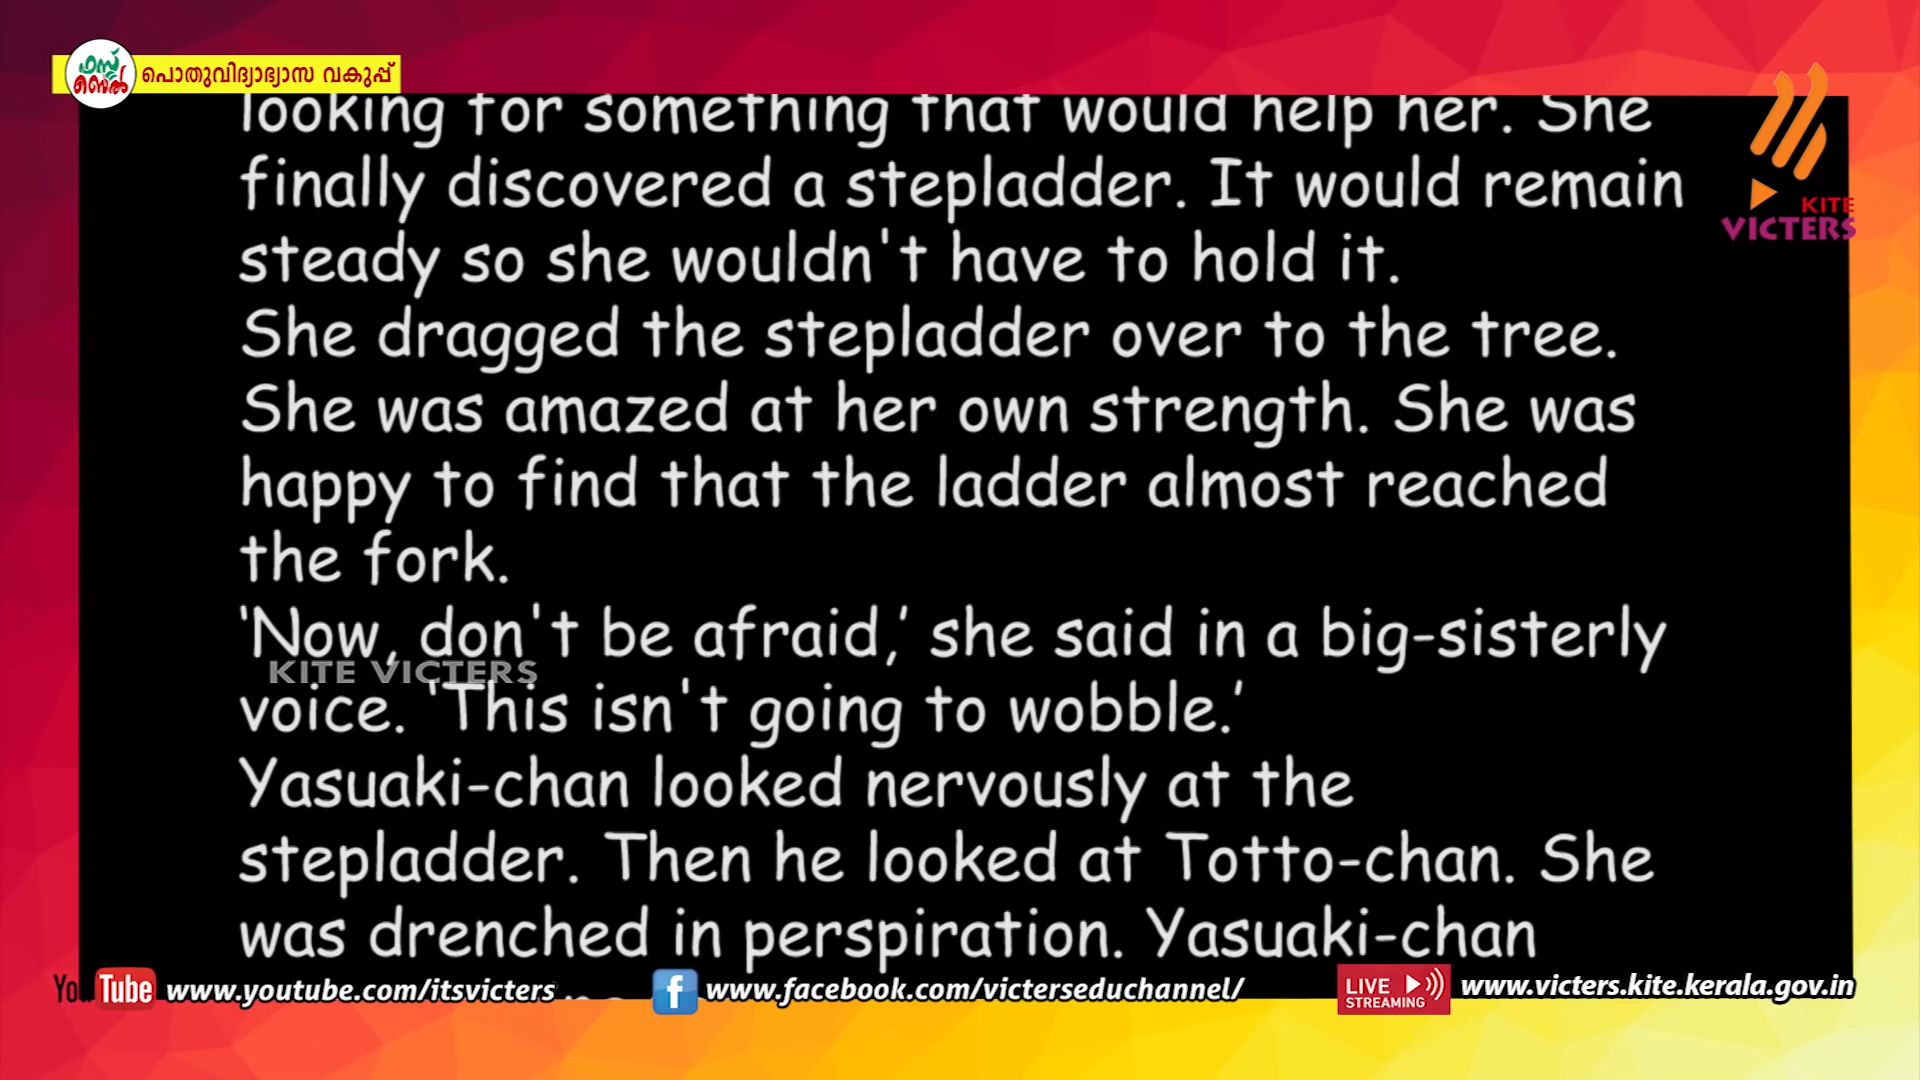 ഫസ്റ്റ് ബെൽ
പൊതുവിദ്യാഭ്യാസ വകുപ്പ്
looking for something that would help her. She
finally discovered a stepladder. It would remain
steady so she wouldn't have to hold it.
She dragged the stepladder over to the tree.
She was amazed at her own strength. She was
happy to find that the ladder almost reached
the fork.
'Now, don't be afraid,’ she said in a big-sisterly
voice. 'This isn't going to wobble.’
Yasuaki-chan looked nervously at the
stepladder. Then he looked at Totto-chan. She
was drenched in perspiration. Yasuaki-chan
KITE
VICTERS
KITE VICTERS
YouTube www.youtube.com/itsvicters
f www.facebook.com/victerseduchannel/
LIVE
STREAMING
www.victers.kite.kerala.gov.in